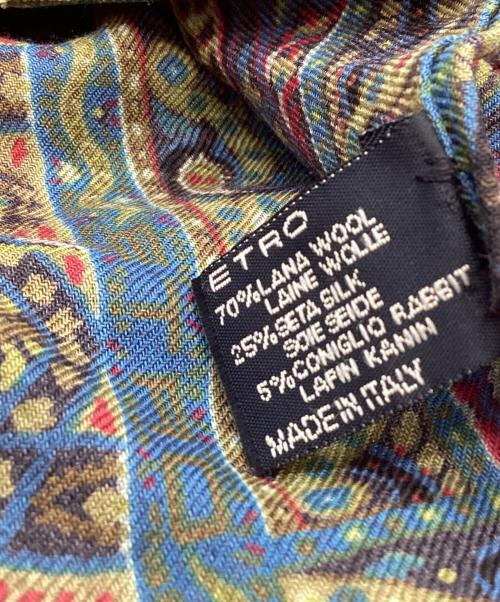 ETRO
70%LANA WOOL
LAINE WOLLE
25%SETA SILK
SOIE SEIDE
5%CONIGLIO RABBIT
LAPIN KANIN
MADE IN ITALY